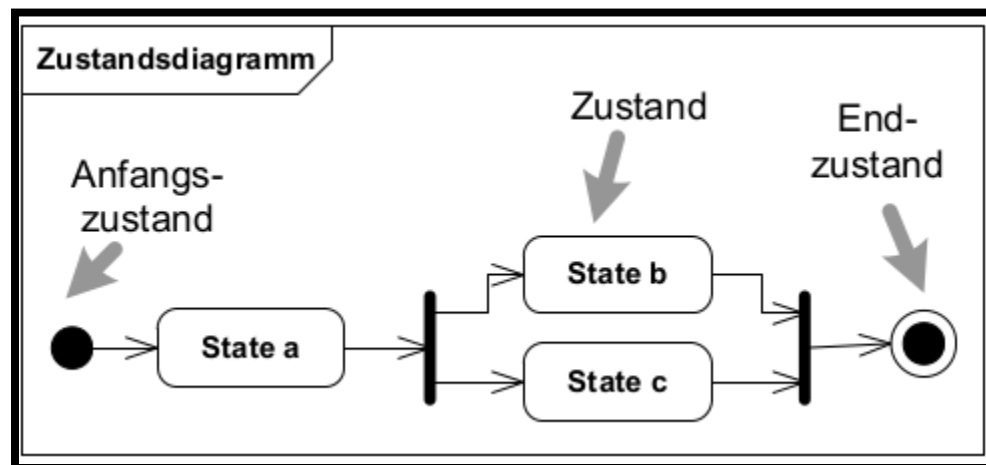 Zustandsdiagramm
Anfangs-
zustand
Zustand
End-
zustand
State a
State b
State c